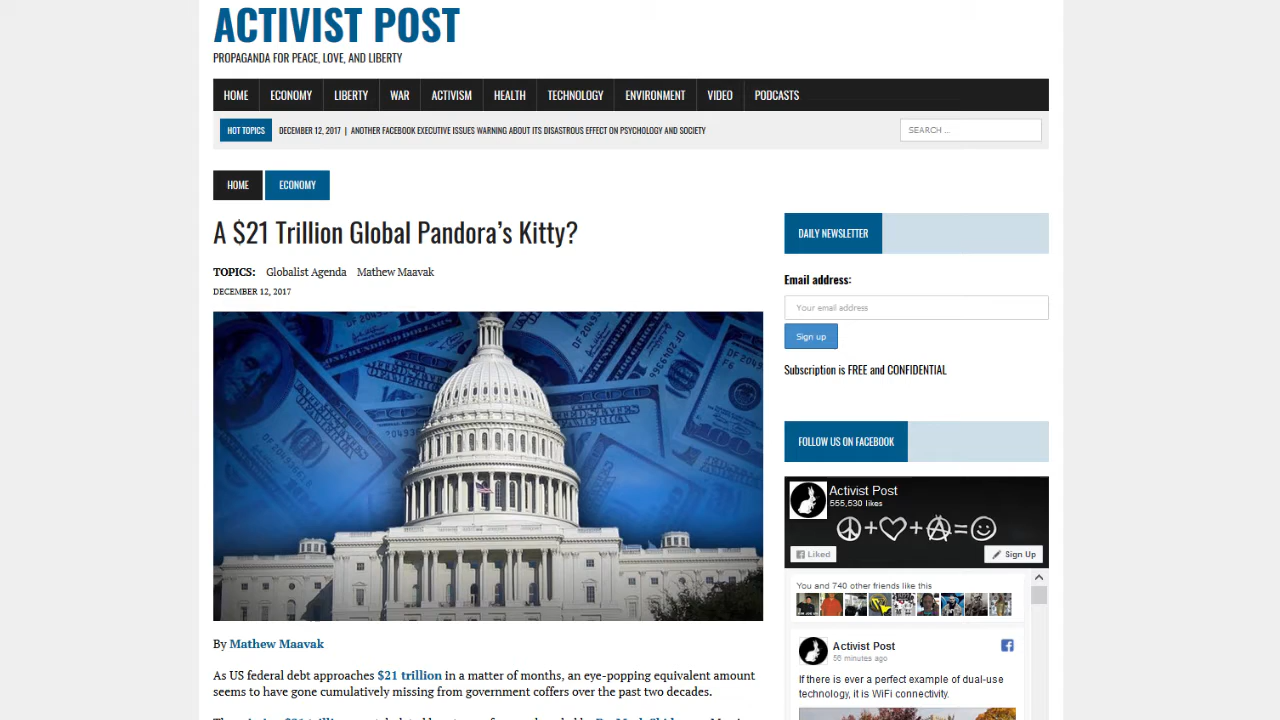 ACTIVIST POST
PROPAGANDA FOR PEACE, LOVE, AND LIBERTY
HOME ECONOMY LIBERTY WAR ACTIVISM HEALTH TECHNOLOGY ENVIRONMENT VIDEO PODCASTS
HOT TOPICS DECEMBER 12, 2017 | ANOTHER FACEBOOK EXECUTIVE ISSUES WARNING ABOUT ITS DISASTROUS EFFECT ON PSYCHOLOGY AND SOCIETY SEARCH ...
HOME ECONOMY
A $21 Trillion Global Pandora's Kitty?
TOPICS: Globalist Agenda Mathew Maavak
DECEMBER 12, 2017
By Mathew Maavak
As US federal debt approaches $21 trillion in a matter of months, an eye-popping equivalent amount
seems to have gone cumulatively missing from government coffers over the past two decades.
DAILY NEWSLETTER
Email address:
Your email address
Sign up
Subscription is FREE and CONFIDENTIAL
FOLLOW US ON FACEBOOK
Activist Post
555,530 likes
Liked Sign Up
You and 740 other friends like this
Activist Post
56 minutes ago
If there is ever a perfect example of dual-use
technology, it is WiFi connectivity.